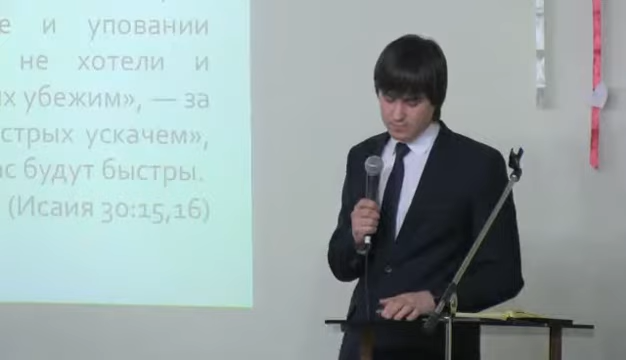 е и уповании
не хотели и
их убежим», — за
стрых ускачем»,
ас будут быстры.
(Исаия 30:15,16)